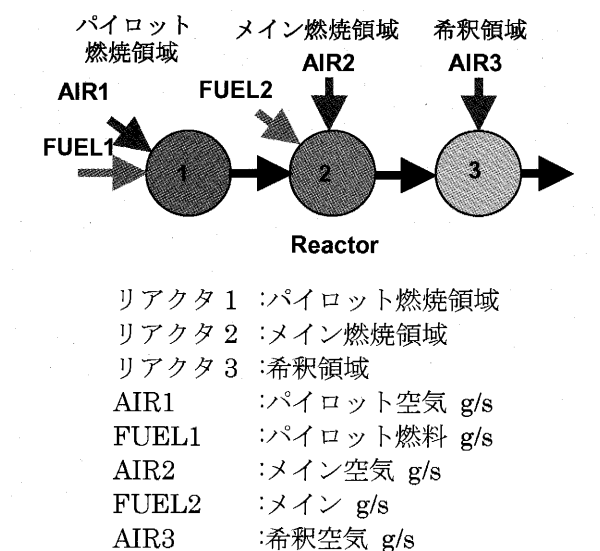 パイロット
燃焼領域
メイン燃焼領域
希釈領域
AIR1
FUEL2
AIR2
AIR3
FUEL1
1
2
3
Reactor
リアクタ 1 :パイロット燃焼領域
リアクタ 2 :メイン燃焼領域
リアクタ 3 :希釈領域
AIR1 :パイロット空気 g/s
FUEL1 :パイロット燃料 g/s
AIR2 :メイン空気 g/s
FUEL2 :メイン g/s
AIR3 :希釈空気 g/s